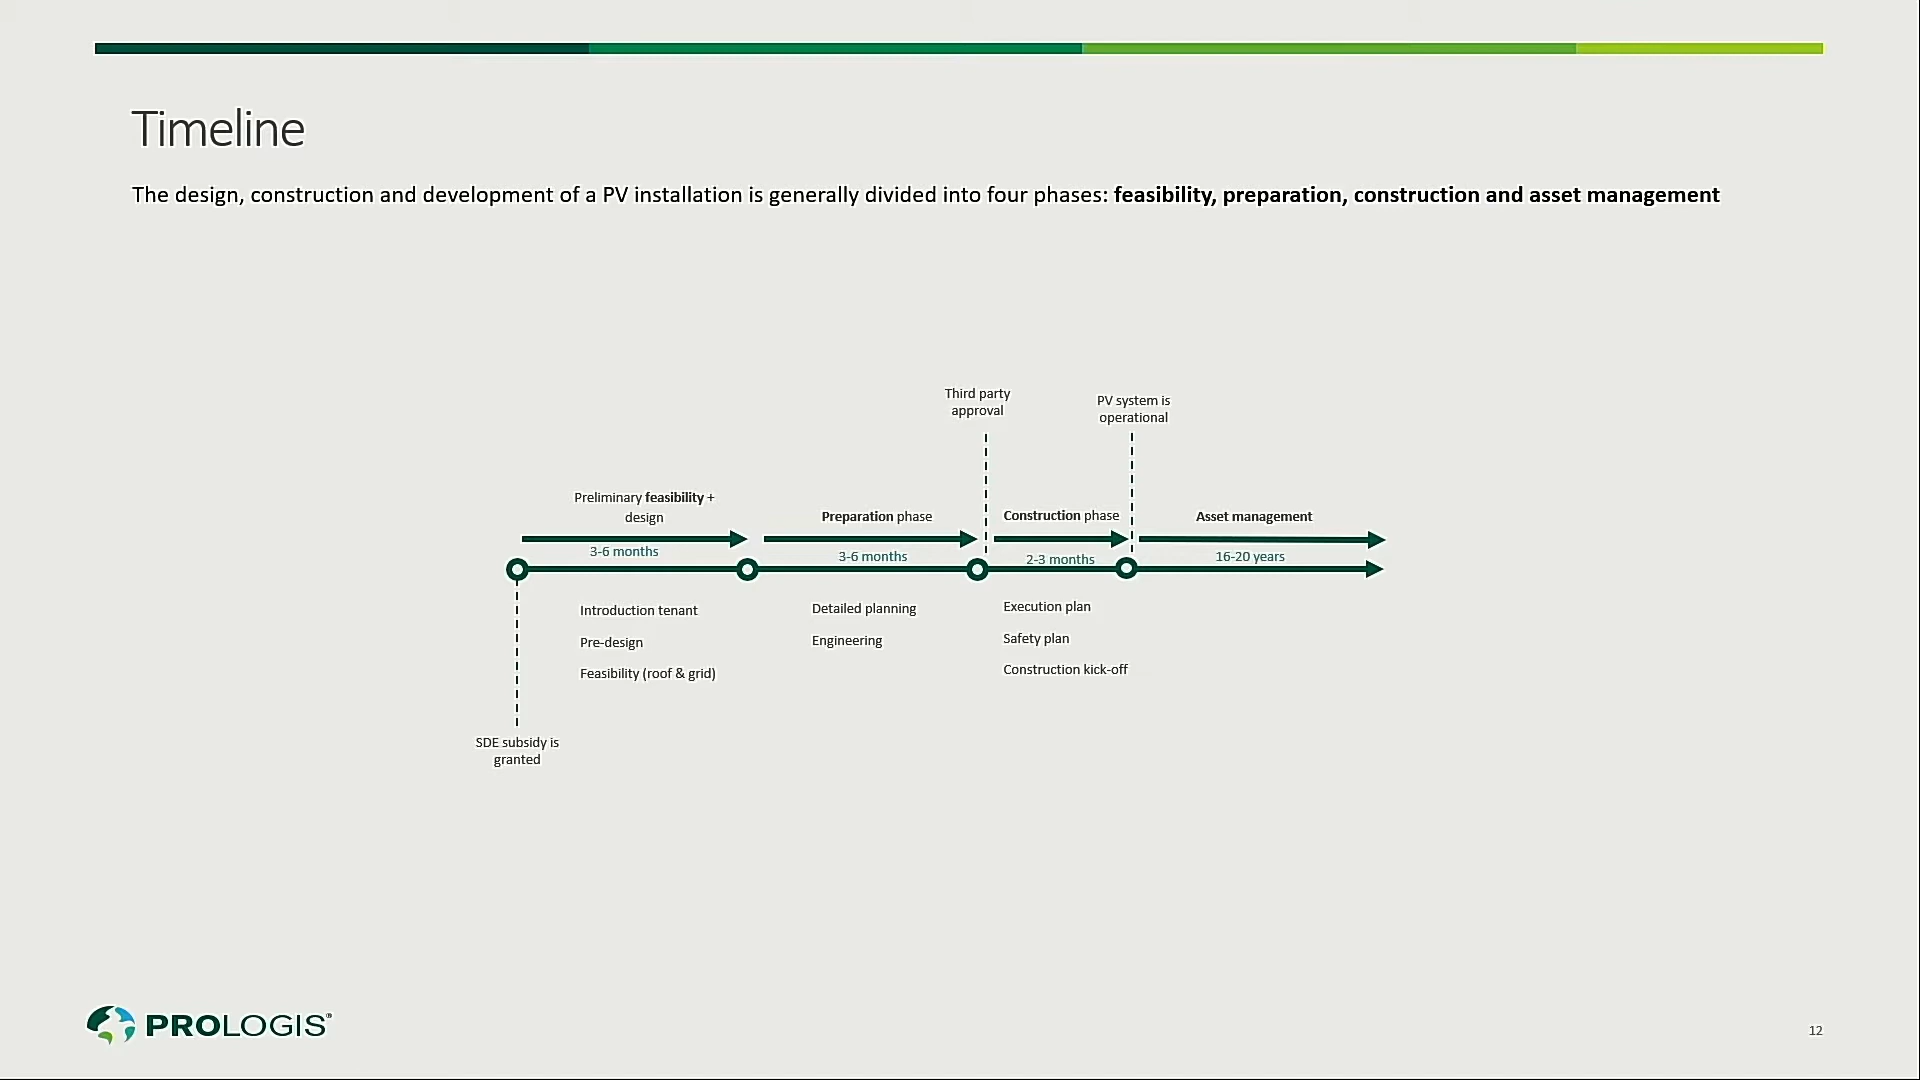 Timeline
The design, construction and development of a PV installation is generally divided into four phases: feasibility, preparation, construction and asset management
Third party
approval
PV system is
operational
Preliminary feasibility +
design
Preparation phase
Construction phase
Asset management
3-6 months
3-6 months
2-3 months
16-20 years
Introduction tenant
Pre-design
Feasibility (roof & grid)
Detailed planning
Engineering
Execution plan
Safety plan
Construction kick-off
SDE subsidy is
granted
PROLOGIS®
12